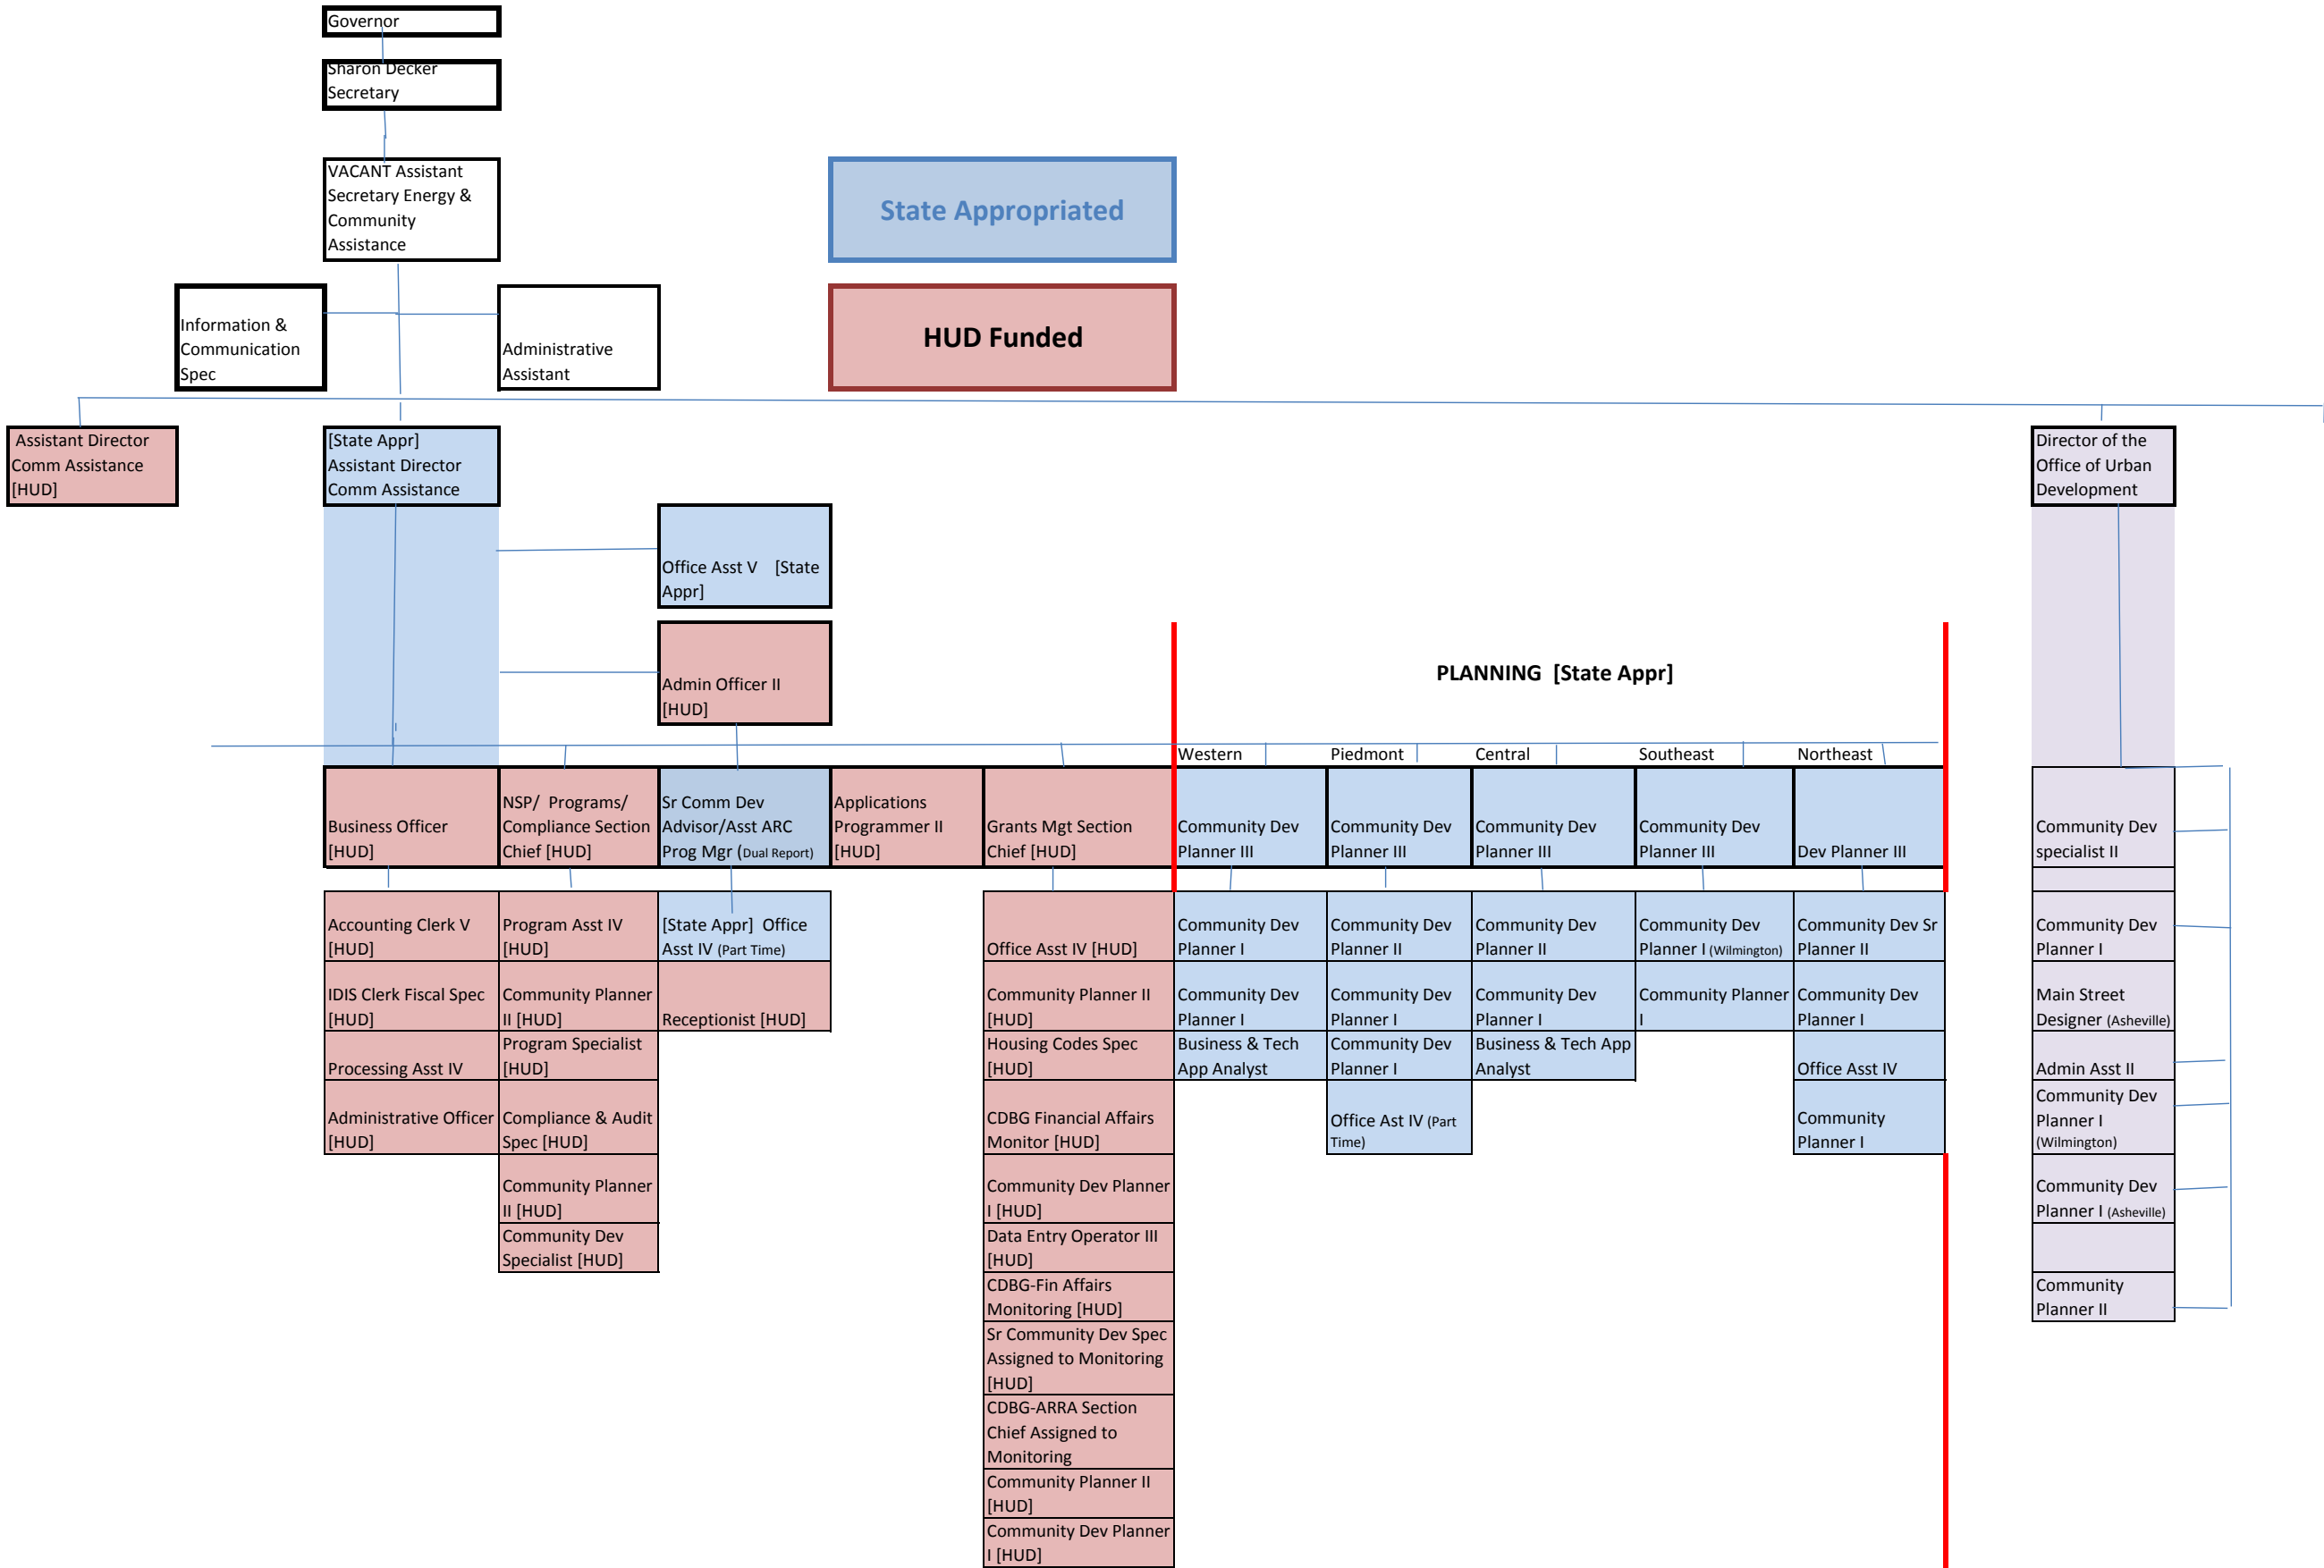 Governor
Sharon Decker
Secretary
VACANT Assistant
Secretary Energy &
Community
Assistance
State Appropriated
Information &
Communication
Spec
Administrative
Assistant
HUD Funded
Assistant Director
Comm Assistance
[HUD]
[State Appr]
Assistant Director
Comm Assistance
Director of the
Office of Urban
Development
Office Asst V [State
Appr]
Admin Officer II
[HUD]
PLANNING [State Appr]
Western
Piedmont
Central
Southeast
Northeast
Business Officer
[HUD]
NSP/ Programs/
Compliance Section
Chief [HUD]
Sr Comm Dev
Advisor/Asst ARC
Prog Mgr (Dual Report)
Applications
Programmer II
[HUD]
Grants Mgt Section
Chief [HUD]
Community Dev
Planner III
Community Dev
Planner III
Community Dev
Planner III
Community Dev
Planner III
Dev Planner III
Community Dev
specialist II
Accounting Clerk V
[HUD]
Program Asst IV
[HUD]
[State Appr] Office
Asst IV (Part Time)
Office Asst IV [HUD]
Community Dev
Planner I
Community Dev
Planner II
Community Dev
Planner II
Community Dev
Planner I (Wilmington)
Community Dev Sr
Planner II
Community Dev
Planner I
IDIS Clerk Fiscal Spec
[HUD]
Community Planner
II [HUD]
Receptionist [HUD]
Community Planner II
[HUD]
Community Dev
Planner I
Community Dev
Planner I
Community Dev
Planner I
Community Planner
I
Community Dev
Planner I
Main Street
Designer (Asheville)
Processing Asst IV
Program Specialist
[HUD]
Housing Codes Spec
[HUD]
Business & Tech
App Analyst
Community Dev
Planner I
Business & Tech App
Analyst
Office Asst IV
Admin Asst II
Administrative Officer
[HUD]
Compliance & Audit
Spec [HUD]
CDBG Financial Affairs
Monitor [HUD]
Office Ast IV (Part
Time)
Community
Planner I
Community Dev
Planner I
(Wilmington)
Community Planner
II [HUD]
Community Dev Planner
I [HUD]
Community Dev
Planner I (Asheville)
Community Dev
Specialist [HUD]
Data Entry Operator III
[HUD]
CDBG-Fin Affairs
Monitoring [HUD]
Community
Planner II
Sr Community Dev Spec
Assigned to Monitoring
[HUD]
CDBG-ARRA Section
Chief Assigned to
Monitoring
Community Planner II
[HUD]
Community Dev Planner
I [HUD]